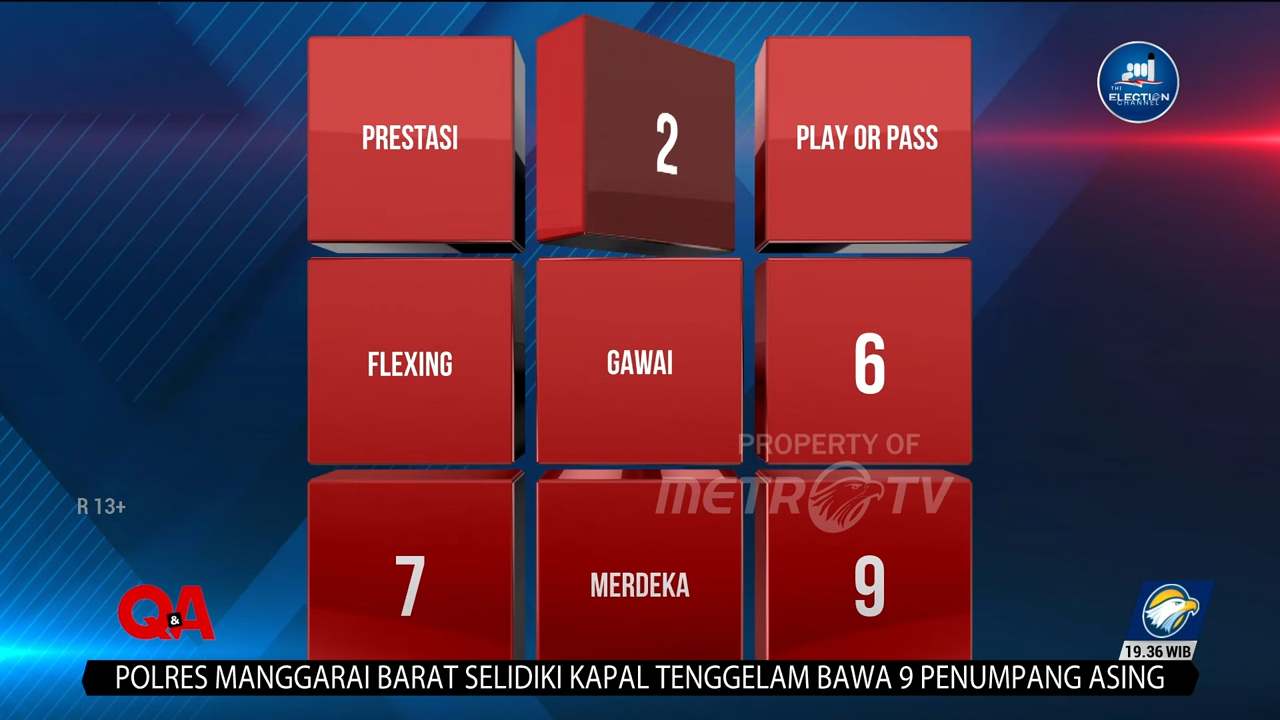 PRESTASI
2
PLAY OR PASS
THE
ELECTION
CHANNEL
FLEXING
GAWAI
6
PROPERTY OF
METRO TV
R 13+
7
MERDEKA
9
Q&A
19.36 WIB
POLRES MANGGARAI BARAT SELIDIKI KAPAL TENGGELAM BAWA 9 PENUMPANG ASING